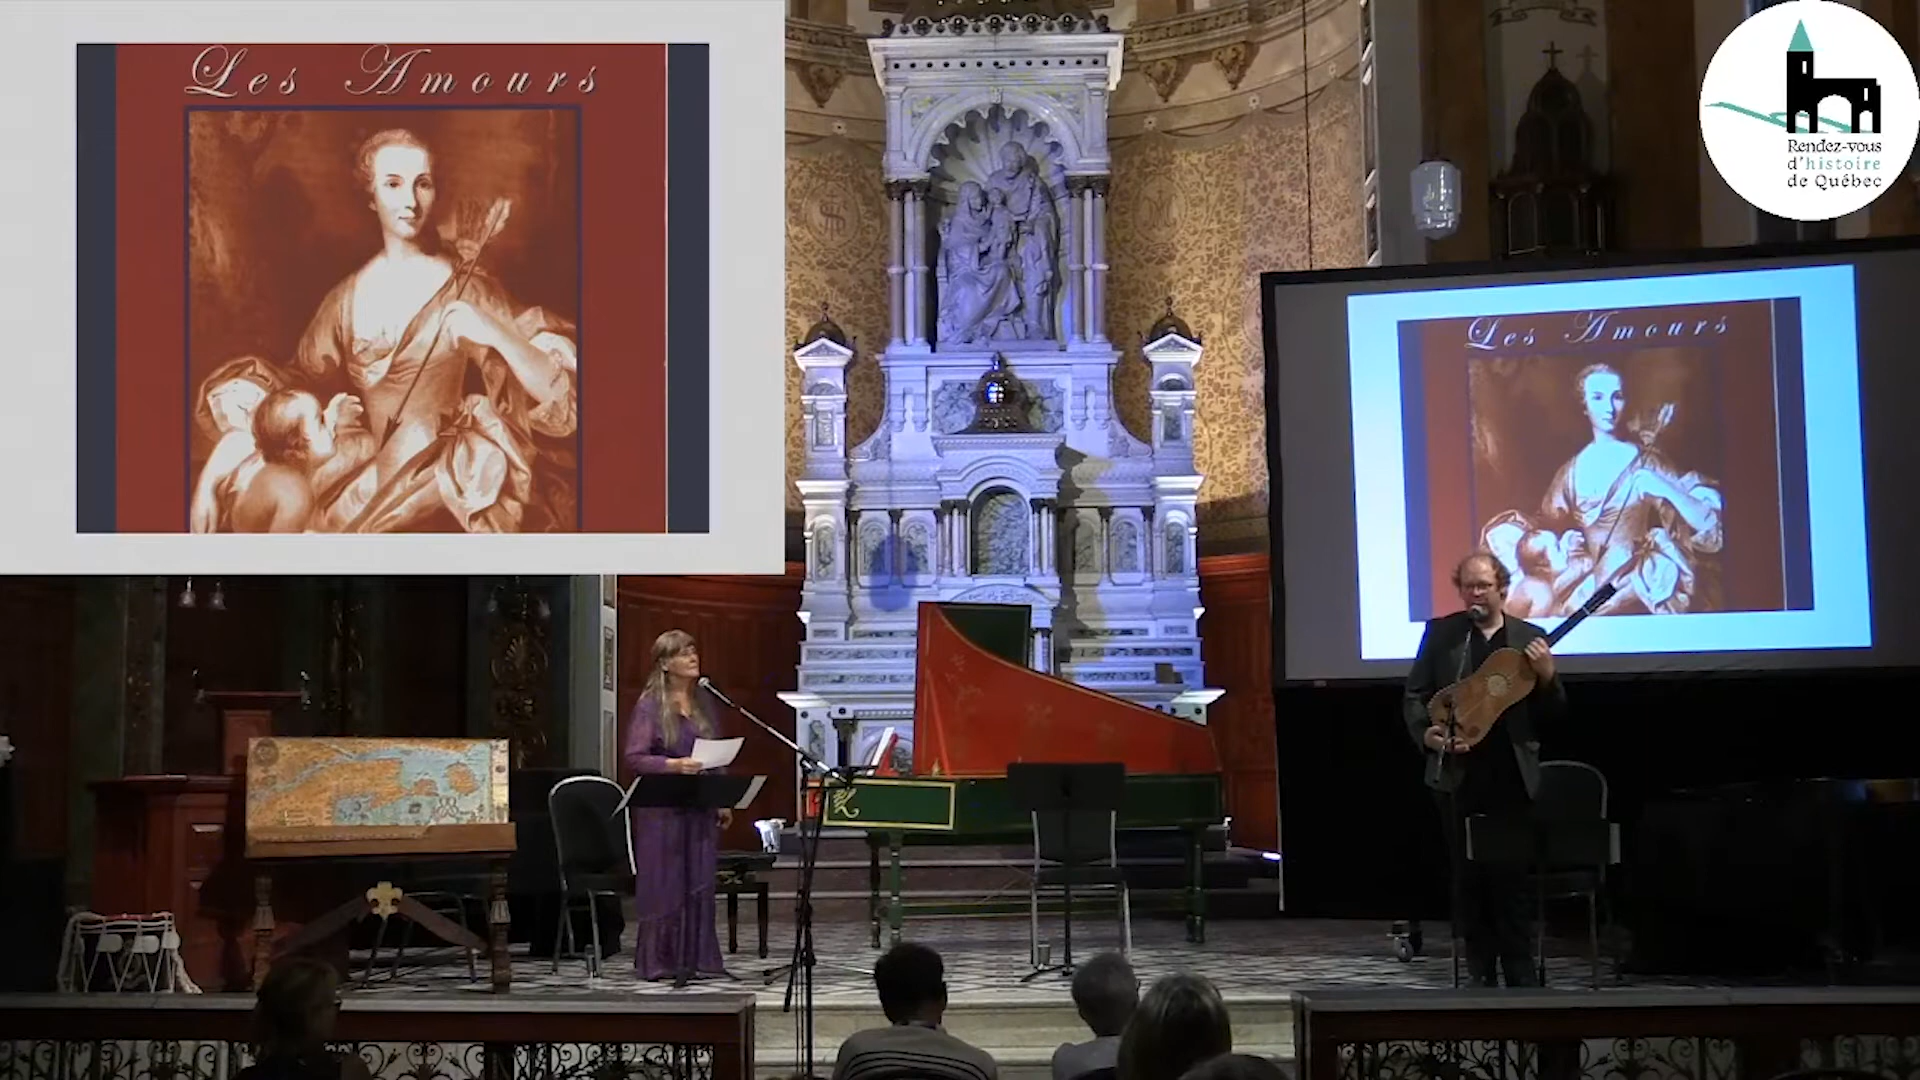 Les Amours
Rendez-vous
d'histoire
de Québec
Les Amours